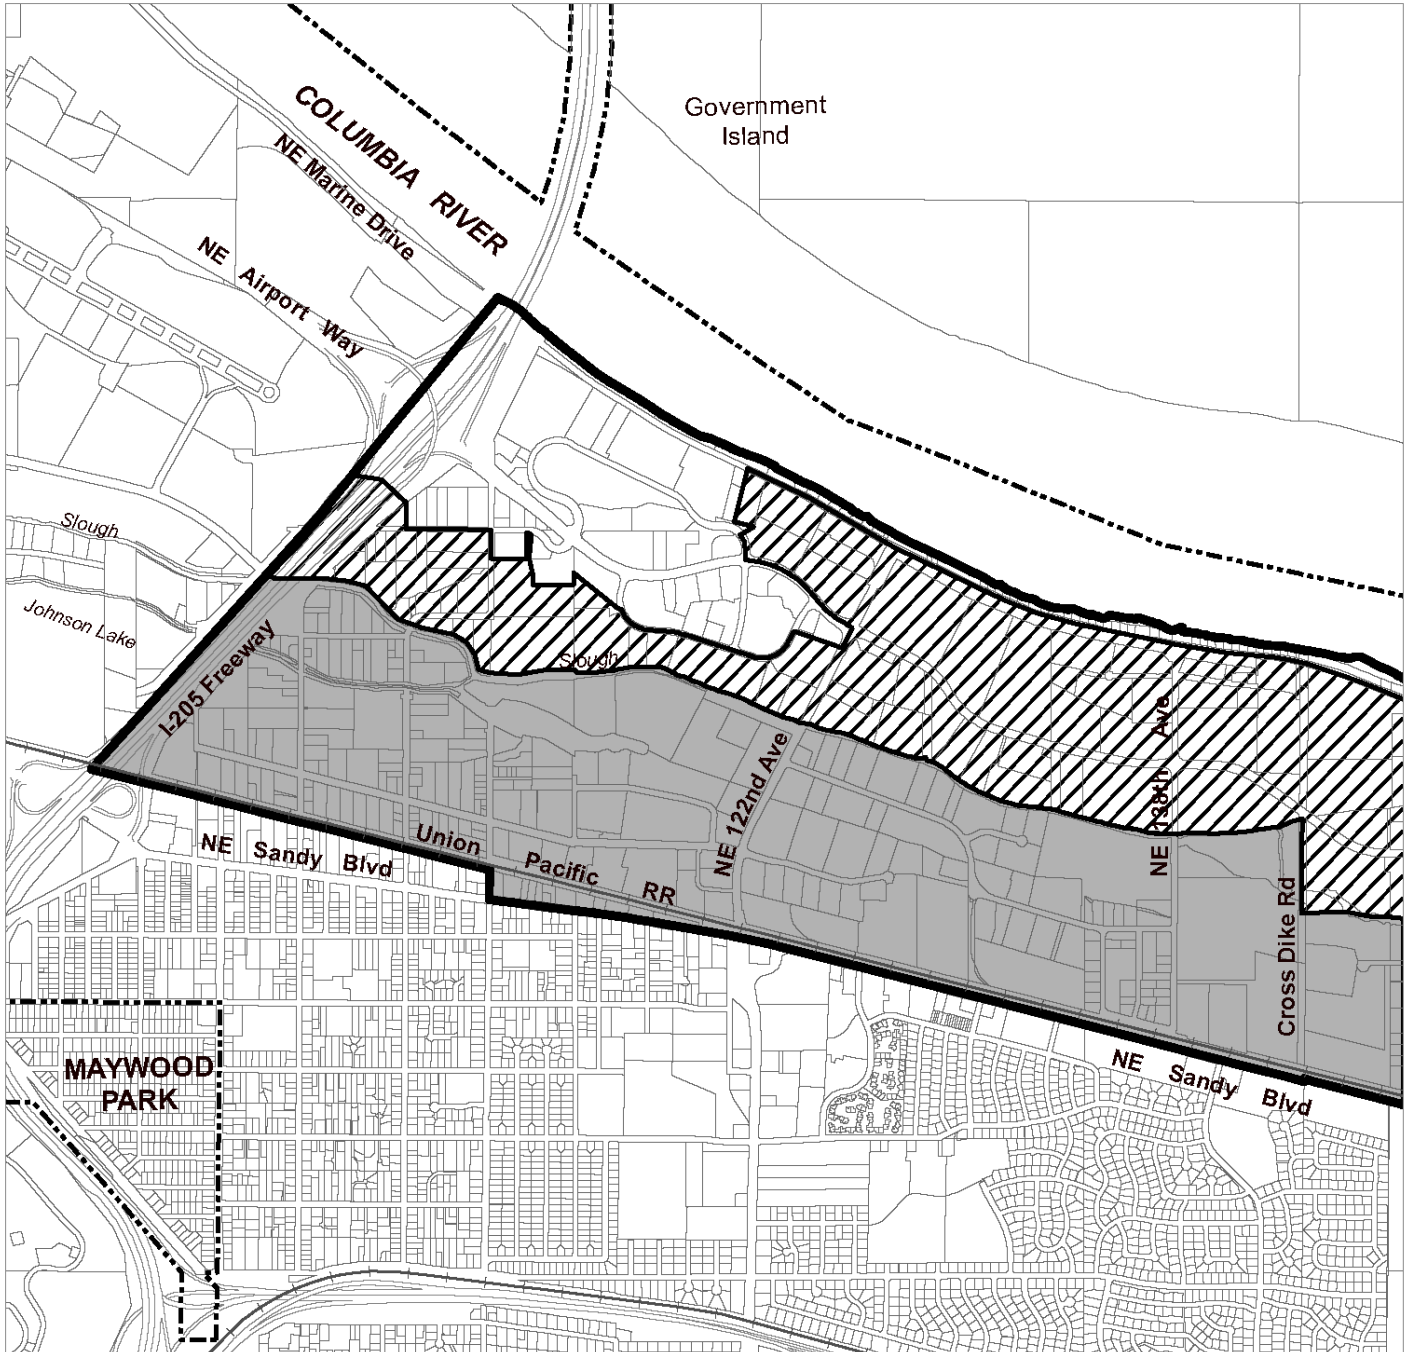 Government
Island
COLUMBIA RIVER
NE Marine Drive
NE Airport Way
Slough
Johnson Lake
I-205 Freeway
Slough
NE 138th Ave
NE 122nd Ave
NE Sandy Blvd
Union Pacific RR
Cross Dike Rd
MAYWOOD
PARK
NE Sandy Blvd